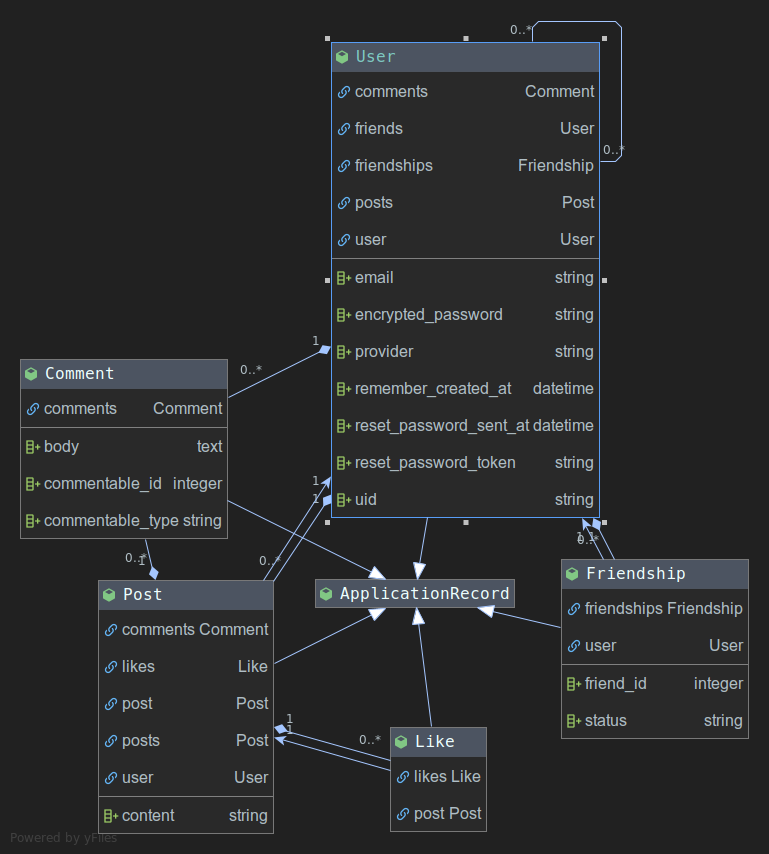 0..*
User
comments Comment
friends User
friendships Friendship
0..*
posts Post
user User
email string
encrypted_password string
provider string
remember_created_at datetime
reset_password_sent_at datetime
reset_password_token string
uid string
1
0..*
1
1
0..*
Comment
comments Comment
body text
commentable_id integer
commentable_type string
0..*
1
Post
comments Comment
likes Like
post Post
posts Post
user User
content string
ApplicationRecord
1
1
0..*
Friendship
friendships Friendship
user User
friend_id integer
status string
1
1
0..*
Like
likes Like
post Post
Powered by yFiles